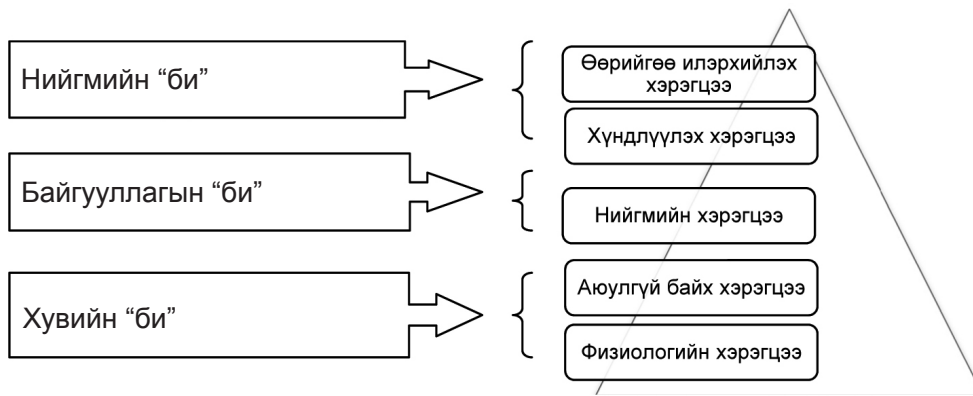 Нийгмийн “би”
Өөрийгөө илэрхийлэх
хэрэгцээ
Хүндлүүлэх хэрэгцээ
Байгууллагын “би”
Нийгмийн хэрэгцээ
Хувийн “би”
Аюулгүй байх хэрэгцээ
Физиологийн хэрэгцээ